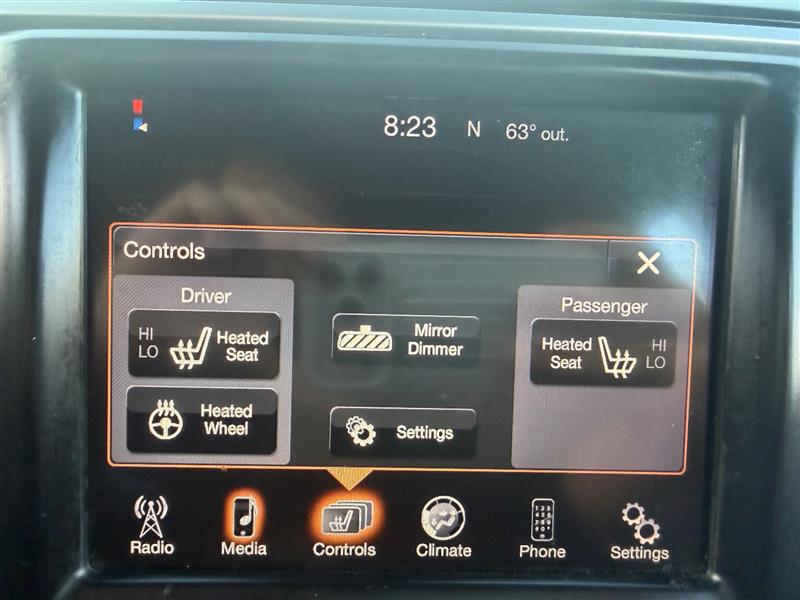 8:23 N 63° out.
Controls
Driver
Passenger
HI
LO
Heated
Seat
Mirror
Dimmer
Heated
Seat
HI
LO
Heated
Wheel
Settings
Radio
Media
Controls
Climate
Phone
Settings